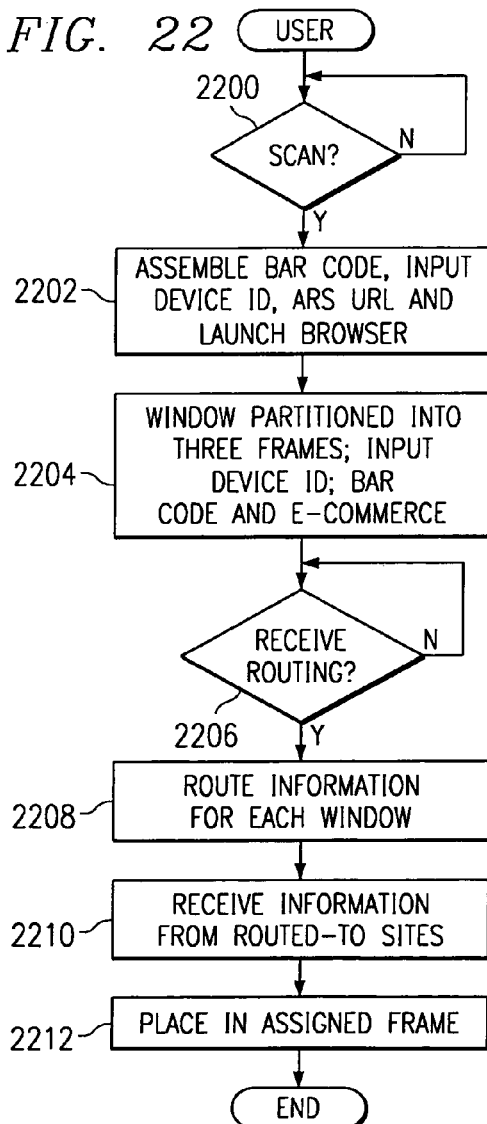 FIG. 22
USER
2200
SCAN?
N
Y
2202
ASSEMBLE BAR CODE, INPUT
DEVICE ID, ARS URL AND
LAUNCH BROWSER
2204
WINDOW PARTITIONED INTO
THREE FRAMES; INPUT
DEVICE ID; BAR
CODE AND E-COMMERCE
RECEIVE
ROUTING?
N
2206
Y
2208
ROUTE INFORMATION
FOR EACH WINDOW
2210
RECEIVE INFORMATION
FROM ROUTED-TO SITES
2212
PLACE IN ASSIGNED FRAME
END